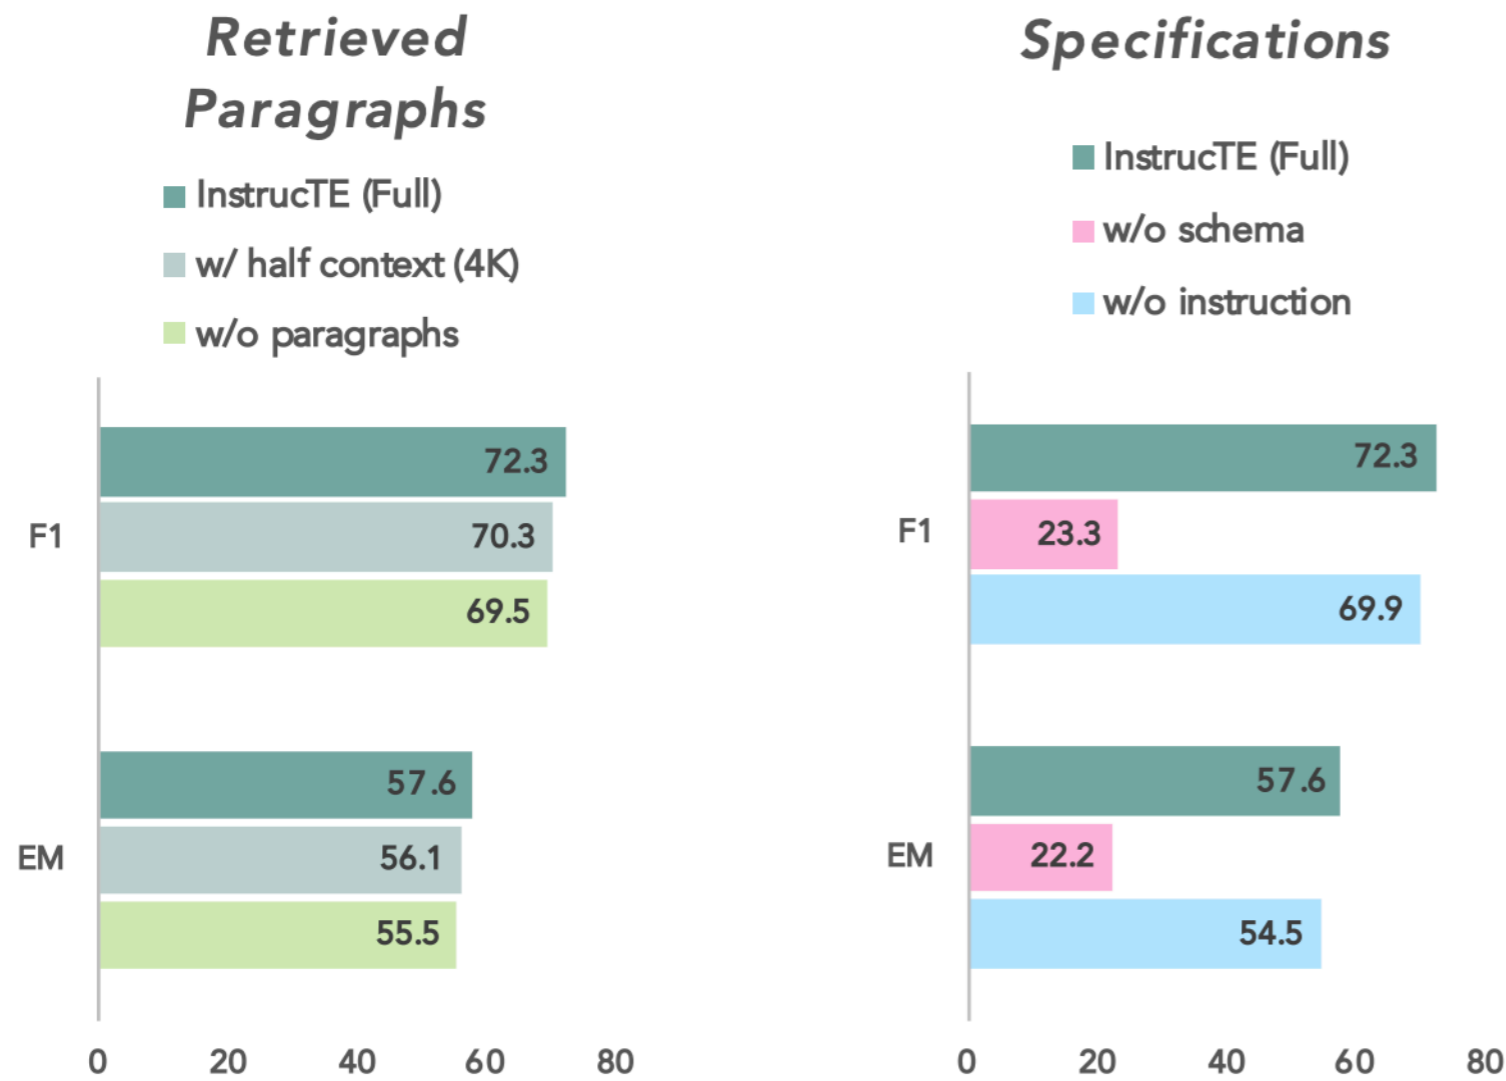 Retrieved
Paragraphs
InstrucTE (Full)
w/ half context (4K)
w/o paragraphs
F1
72.3
70.3
69.5
EM
57.6
56.1
55.5
0 20 40 60 80
Specifications
InstrucTE (Full)
w/o schema
w/o instruction
F1
72.3
23.3
69.9
EM
57.6
22.2
54.5
0 20 40 60 80